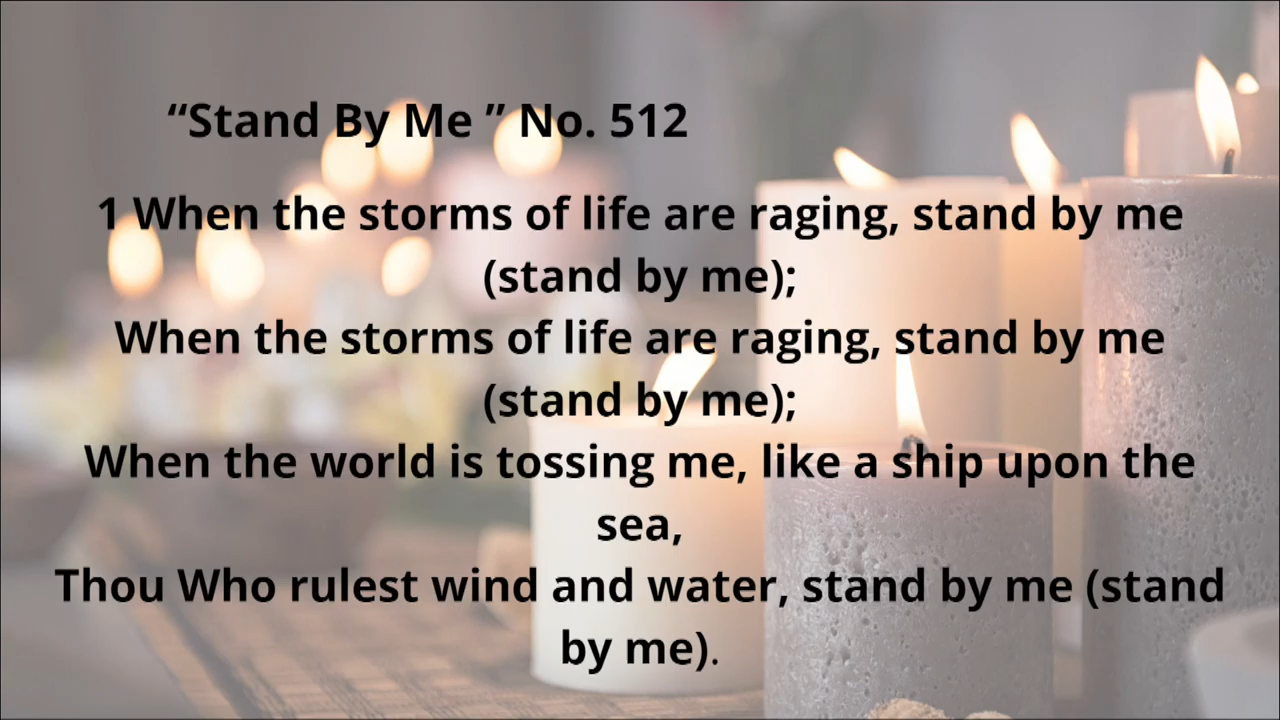 “Stand By Me ” No. 512
1 When the storms of life are raging, stand by me
(stand by me);
When the storms of life are raging, stand by me
(stand by me);
When the world is tossing me, like a ship upon the
sea,
Thou Who rulest wind and water, stand by me (stand
by me).